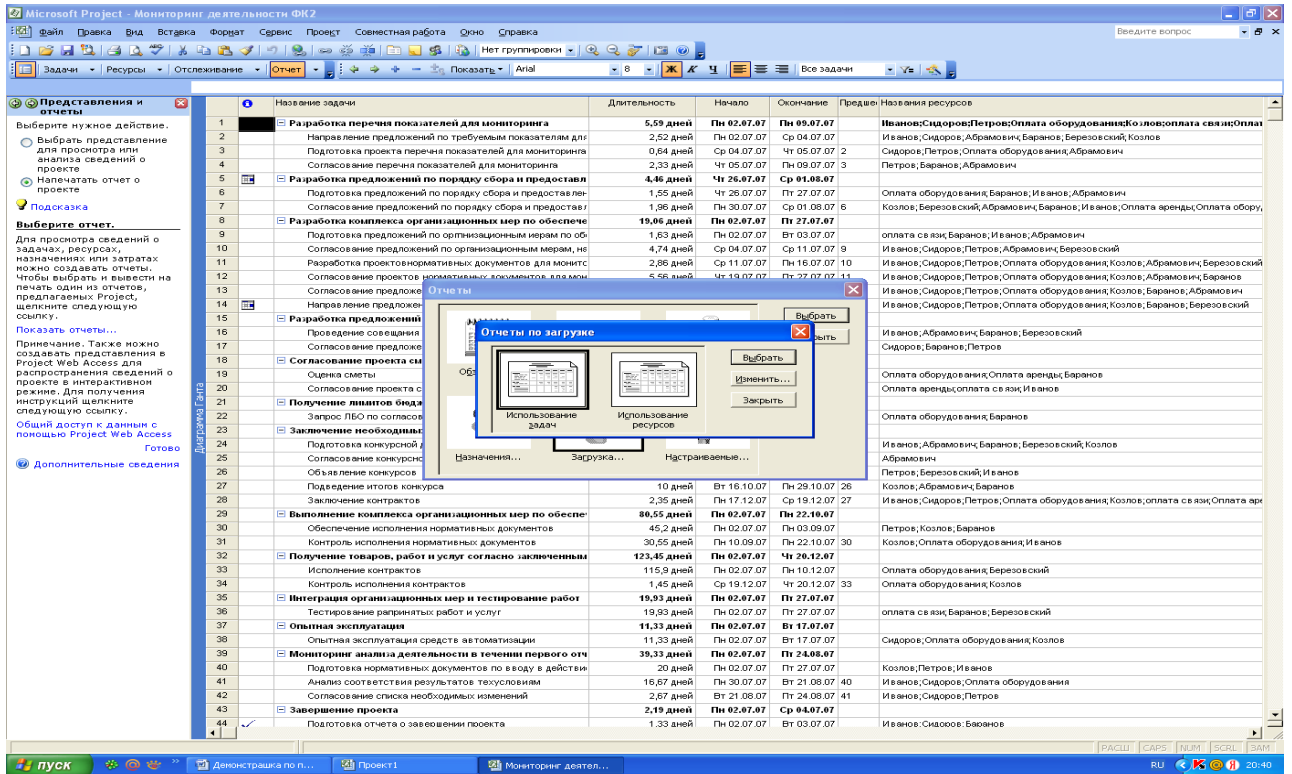 Microsoft Project - Мониторинг деятельности ФК2
Файл Правка Вид Вставка Формат Сервис Проект Совместная работа Окно Справка Введите вопрос
Нет группировки
Задачи Ресурсы Отслеживание Отчет Показать Arial 8 Ж К Ч Все задачи
Представления и отчеты
Выберите нужное действие.
Выбрать представление
для просмотра или
анализа сведений о
проекте
Напечатать отчет о
проекте
Подсказка
Выберите отчет.
Для просмотра сведений о
задачах, ресурсах,
назначениях или затратах
можно создавать отчеты.
Чтобы выбрать и вывести на
печать один из отчетов,
предлагаемых Project,
щелкните следующую
ссылку.
Показать отчеты...
Примечание. Также можно
создавать представления в
Project Web Access для
распространения сведений о
проекте в интерактивном
режиме. Для получения
инструкций щелкните
следующую ссылку.
Общий доступ к данным с
помощью Project Web Access
Готово
Дополнительные сведения
Диаграмма Ганта
Название задачи Длительность Начало Окончание Предше Названия ресурсов
1 Разработка перечня показателей для мониторинга 5,59 дней Пн 02.07.07 Пн 09.07.07 Иванов;Сидоров;Петров;Оплата оборудования;Козлов;оплата связи;Оплат
2 Направление предложений по требуемым показателям для 2,52 дней Пн 02.07.07 Ср 04.07.07 Иванов;Сидоров;Абрамович;Баранов;Березовский;Козлов
3 Подготовка проекта перечня показателей для мониторинга 0,64 дней Ср 04.07.07 Чт 05.07.07 2 Сидоров;Петров;Оплата оборудования;Абрамович
4 Согласование перечня показателей для мониторинга 2,33 дней Чт 05.07.07 Пн 09.07.07 3 Петров;Баранов;Абрамович
5 Разработка предложений по порядку сбора и предоставл 4,46 дней Чт 26.07.07 Ср 01.08.07
6 Подготовка предложений по порядку сбора и предоставлен 1,55 дней Чт 26.07.07 Пт 27.07.07 Оплата оборудования;Баранов;Иванов;Абрамович
7 Согласование предложений по порядку сбора и предоставл 1,96 дней Пн 30.07.07 Ср 01.08.07 6 Козлов;Березовский;Абрамович;Баранов;Иванов;Оплата аренды;Оплата обору,
8 Разработка комплекса организационных мер по обеспече 19,06 дней Пн 02.07.07 Пт 27.07.07
9 Подготовка предложений по оргпнизационным мерам по об 1,63 дней Пн 02.07.07 Вт 03.07.07 оплата связи;Баранов;Иванов;Абрамович
10 Согласование предложений по организационным мерам, на 4,74 дней Ср 04.07.07 Ср 11.07.07 9 Иванов;Сидоров;Петров;Абрамович;Березовский
11 Разработка проектовнормативных документов для монито 2,86 дней Ср 11.07.07 Пн 16.07.07 10 Иванов;Сидоров;Петров;Оплата оборудования;Козлов;Абрамович;Березовский
12 Согласование проектов нормативных документов для мон 5,56 дней Чт 19.07.07 Пт 27.07.07 11 Иванов;Сидоров;Петров;Оплата оборудования;Козлов;Абрамович;Баранов
13 Согласование предложе Иванов;Сидоров;Петров;Оплата оборудования;Козлов;Баранов;Абрамович
14 Направление предложен Иванов;Сидоров;Петров;Оплата оборудования;Козлов;Баранов;Березовский
15 Разработка предложений
16 Проведение совещания Иванов;Абрамович;Баранов;Березовский
17 Согласование предложе Сидоров;Баранов;Петров
18 Согласование проекта см
19 Оценка сметы Оплата оборудования;Оплата аренды;Баранов
20 Согласование проекта с Оплата аренды;оплата связи;Иванов
21 Получение лимитов бюдж
22 Запрос ЛБО по согласов Оплата оборудования;Баранов
23 Заключение необходимы
24 Подготовка конкурсной Иванов;Абрамович;Баранов;Березовский;Козлов
25 Согласование конкурсно Абрамович
26 Объявление конкурсов Петров;Березовский;Иванов
27 Подведение итогов конкурса 10 дней Вт 16.10.07 Пн 29.10.07 26 Козлов;Абрамович;Баранов
28 Заключение контрактов 2,35 дней Пн 17.12.07 Ср 19.12.07 27 Иванов;Сидоров;Петров;Оплата оборудования;Козлов;оплата связи;Оплата аре
29 Выполнение комплекса организационных мер по обеспе 80,55 дней Пн 02.07.07 Пн 22.10.07
30 Обеспечение исполнения нормативных документов 45,2 дней Пн 02.07.07 Пн 03.09.07 Петров;Козлов;Баранов
31 Контроль исполнения нормативных документов 30,55 дней Пн 10.09.07 Пн 22.10.07 30 Козлов;Оплата оборудования;Иванов
32 Получение товаров, работ и услуг согласно заключенным 123,45 дней Пн 02.07.07 Чт 20.12.07
33 Исполнение контрактов 115,9 дней Пн 02.07.07 Пн 10.12.07 Оплата оборудования;Березовский
34 Контроль исполнения контрактов 1,45 дней Ср 19.12.07 Чт 20.12.07 33 Оплата оборудования;Козлов
35 Интеграция организационных мер и тестирование работ 19,93 дней Пн 02.07.07 Пт 27.07.07
36 Тестирование рапринятых работ и услуг 19,93 дней Пн 02.07.07 Пт 27.07.07 оплата связи;Баранов;Березовский
37 Опытная эксплуатация 11,33 дней Пн 02.07.07 Вт 17.07.07
38 Опытная эксплуатация средств автоматизации 11,33 дней Пн 02.07.07 Вт 17.07.07 Сидоров;Оплата оборудования;Козлов
39 Мониторинг анализа деятельности в течении первого отч 39,33 дней Пн 02.07.07 Пт 24.08.07
40 Подготовка нормативных документов по вводу в действи 20 дней Пн 02.07.07 Пт 27.07.07 Козлов;Петров;Иванов
41 Анализ соответствия результатов техусловиям 16,67 дней Пн 30.07.07 Вт 21.08.07 40 Иванов;Сидоров;Оплата оборудования
42 Согласование списка необходимых изменений 2,67 дней Вт 21.08.07 Пт 24.08.07 41 Иванов;Сидоров;Петров
43 Завершение проекта 2,19 дней Пн 02.07.07 Ср 04.07.07
44 Подготовка отчета о завершении проекта 1,33 дней Пн 02.07.07 Вт 03.07.07 Иванов;Сидоров;Баранов
Отчеты
Выбрать
Назначения... Загрузка... Настраиваемые...
Отчеты по загрузке
Выбрать
Изменить...
Закрыть
Использование задач
Использование ресурсов
РАСШ CAPS NUM SCRL ЗАМ
пуск Демонстрашка по п... Проект1 Мониторинг деятел... RU 20:40